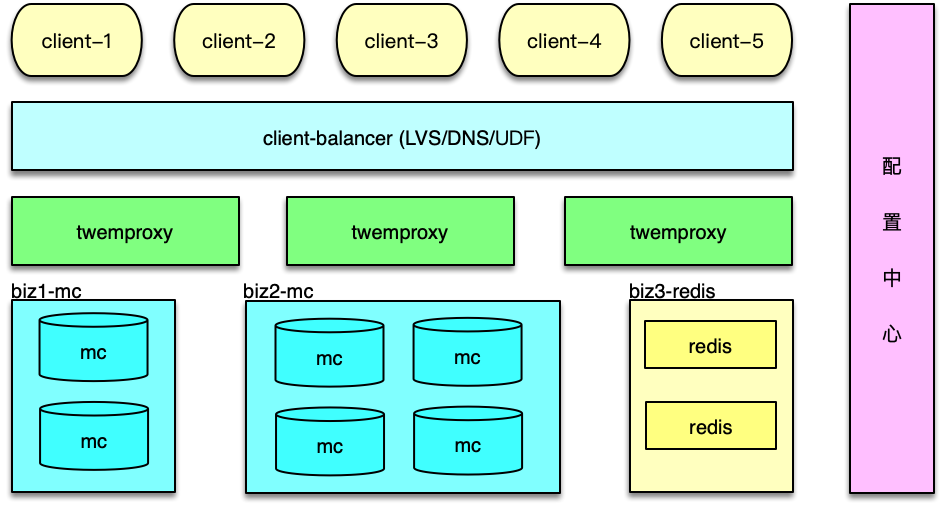 client-1
client-2
client-3
client-4
client-5
client-balancer (LVS/DNS/UDF)
twemproxy
twemproxy
twemproxy
biz1-mc
mc
mc
biz2-mc
mc
mc
mc
mc
biz3-redis
redis
redis
配
置
中
心